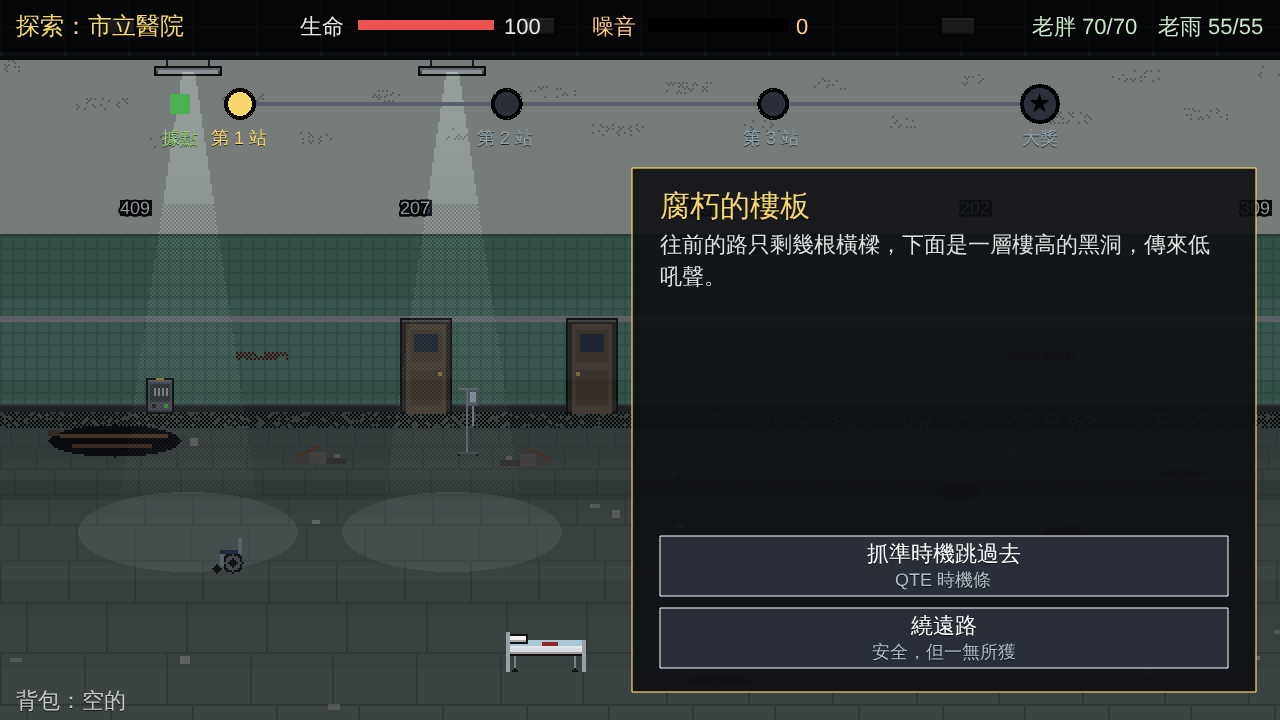 探索：市立醫院
生命 100
噪音 0
老胖 70/70 老雨 55/55
據點 第 1 站 第 2 站 第 3 站 大獎
409 207 202 309
腐朽的樓板
往前的路只剩幾根橫樑，下面是一層樓高的黑洞，傳來低
吼聲。
抓準時機跳過去
QTE 時機條
繞遠路
安全，但一無所獲
背包：空的